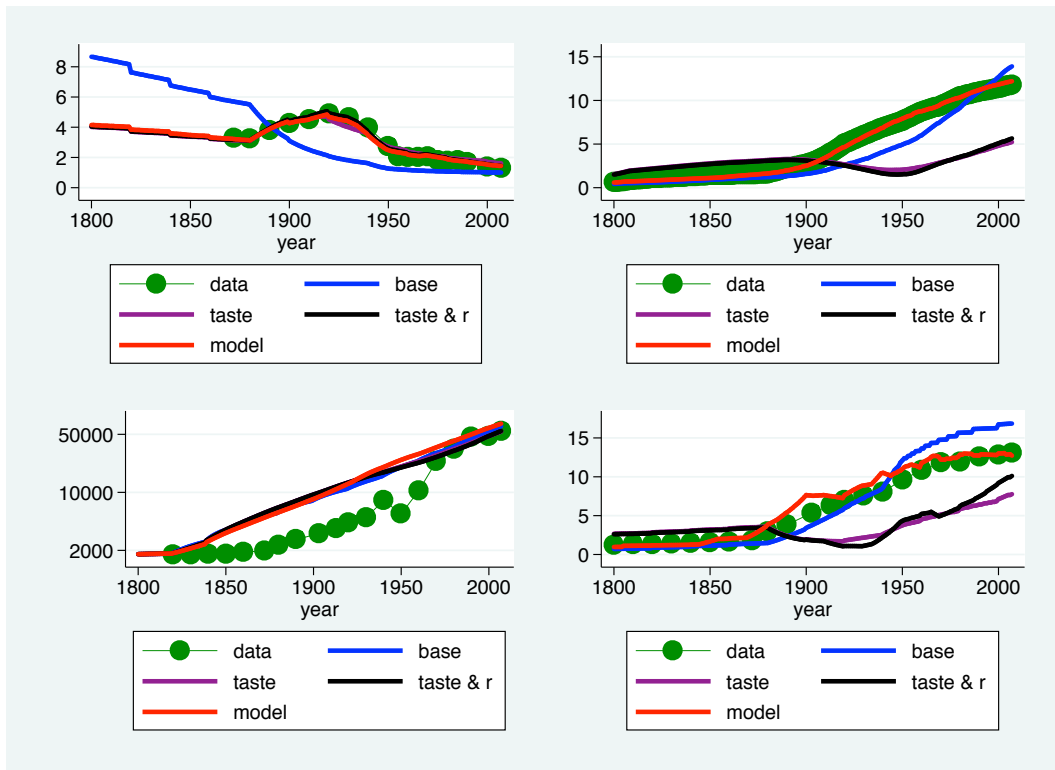 8
6
4
2
0
1800 1850 1900 1950 2000
year
data base
taste taste & r
model
15
10
5
0
1800 1850 1900 1950 2000
year
data base
taste taste & r
model
50000
10000
2000
1800 1850 1900 1950 2000
year
data base
taste taste & r
model
15
10
5
0
1800 1850 1900 1950 2000
year
data base
taste taste & r
model